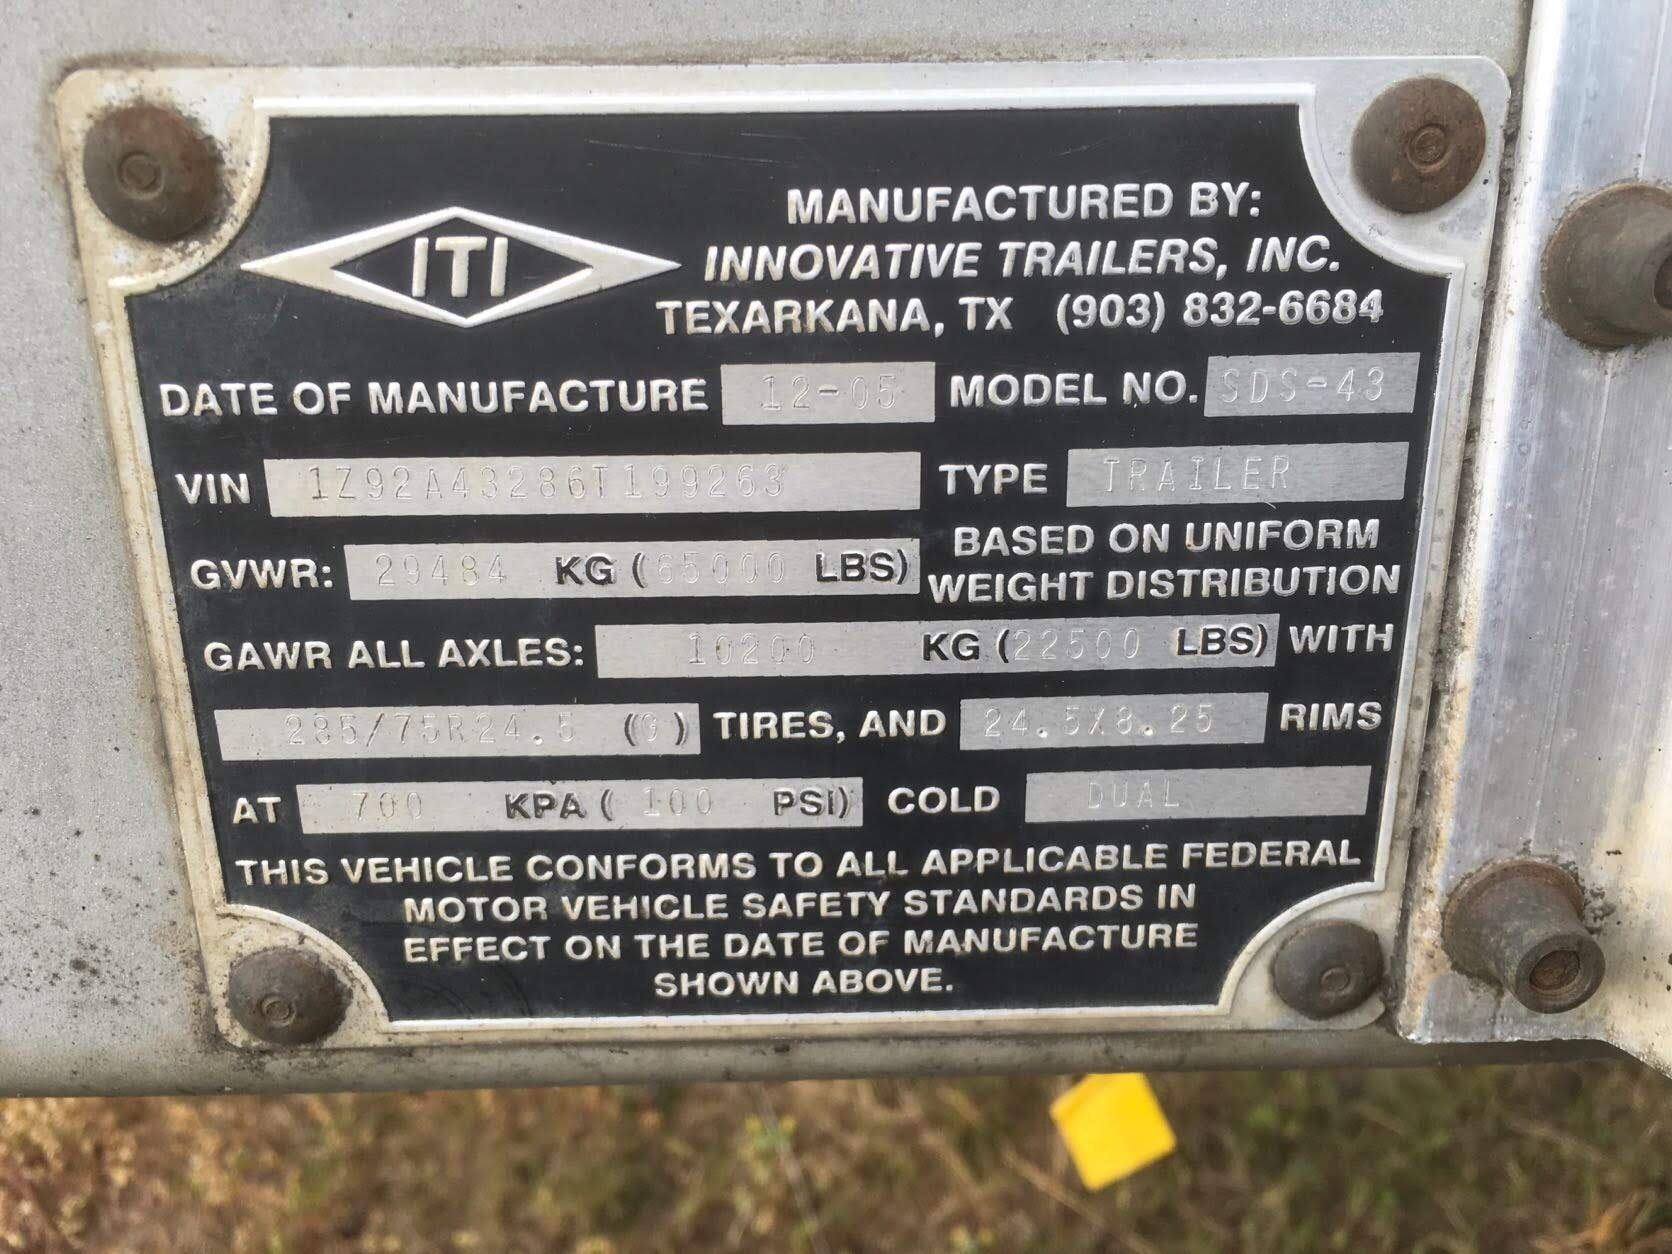 ITI
MANUFACTURED BY:
INNOVATIVE TRAILERS, INC.
TEXARKANA, TX (903) 832-6684
DATE OF MANUFACTURE 12-05 MODEL NO. SDS-43
VIN 1Z92A43286T199263 TYPE TRAILER
GVWR: 29484 KG (65000 LBS) BASED ON UNIFORM
WEIGHT DISTRIBUTION
GAWR ALL AXLES: 10200 KG (22500 LBS) WITH
285/75R24.5 (G) TIRES, AND 24.5X8.25 RIMS
AT 700 KPA ( 100 PSI) COLD DUAL
THIS VEHICLE CONFORMS TO ALL APPLICABLE FEDERAL
MOTOR VEHICLE SAFETY STANDARDS IN
EFFECT ON THE DATE OF MANUFACTURE
SHOWN ABOVE.